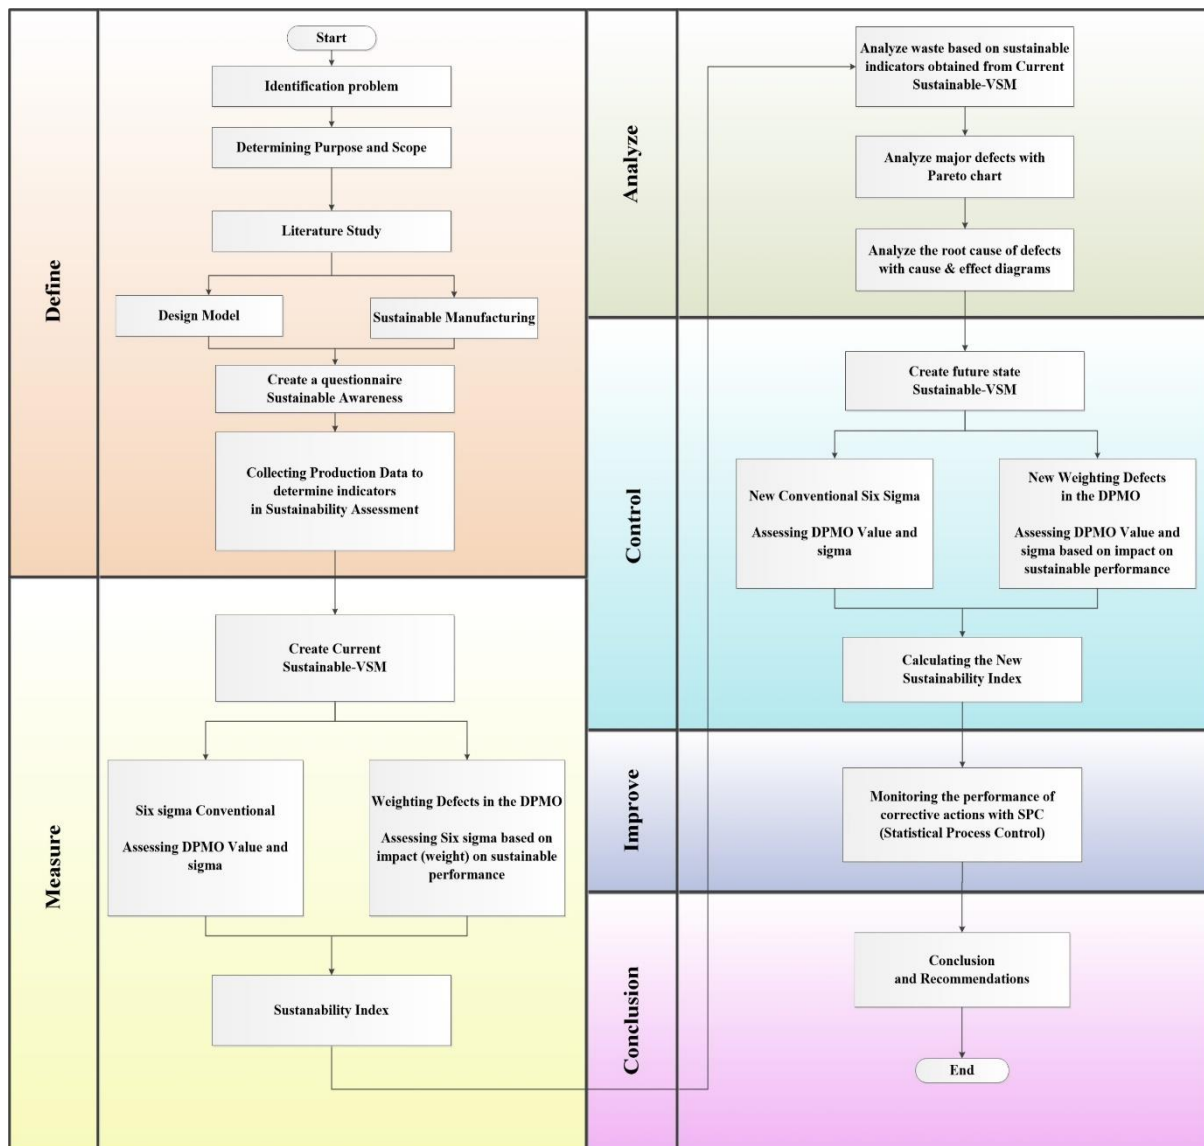 Define
Start
Identification problem
Determining Purpose and Scope
Literature Study
Design Model
Sustainable Manufacturing
Create a questionnaire
Sustainable Awareness
Collecting Production Data to
determine indicators
in Sustainability Assessment
Measure
Create Current
Sustainable-VSM
Six sigma Conventional
Assessing DPMO Value and
sigma
Weighting Defects in the DPMO
Assessing Six sigma based on
impact (weight) on sustainable
performance
Sustanability Index
Analyze
Analyze waste based on sustainable
indicators obtained from Current
Sustainable-VSM
Analyze major defects with
Pareto chart
Analyze the root cause of defects
with cause & effect diagrams
Control
Create future state
Sustainable-VSM
New Conventional Six Sigma
Assessing DPMO Value and
sigma
New Weighting Defects
in the DPMO
Assessing DPMO Value and
sigma based on impact on
sustainable performance
Calculating the New
Sustainability Index
Improve
Monitoring the performance of
corrective actions with SPC
(Statistical Process Control)
Conclusion
Conclusion
and Recommendations
End